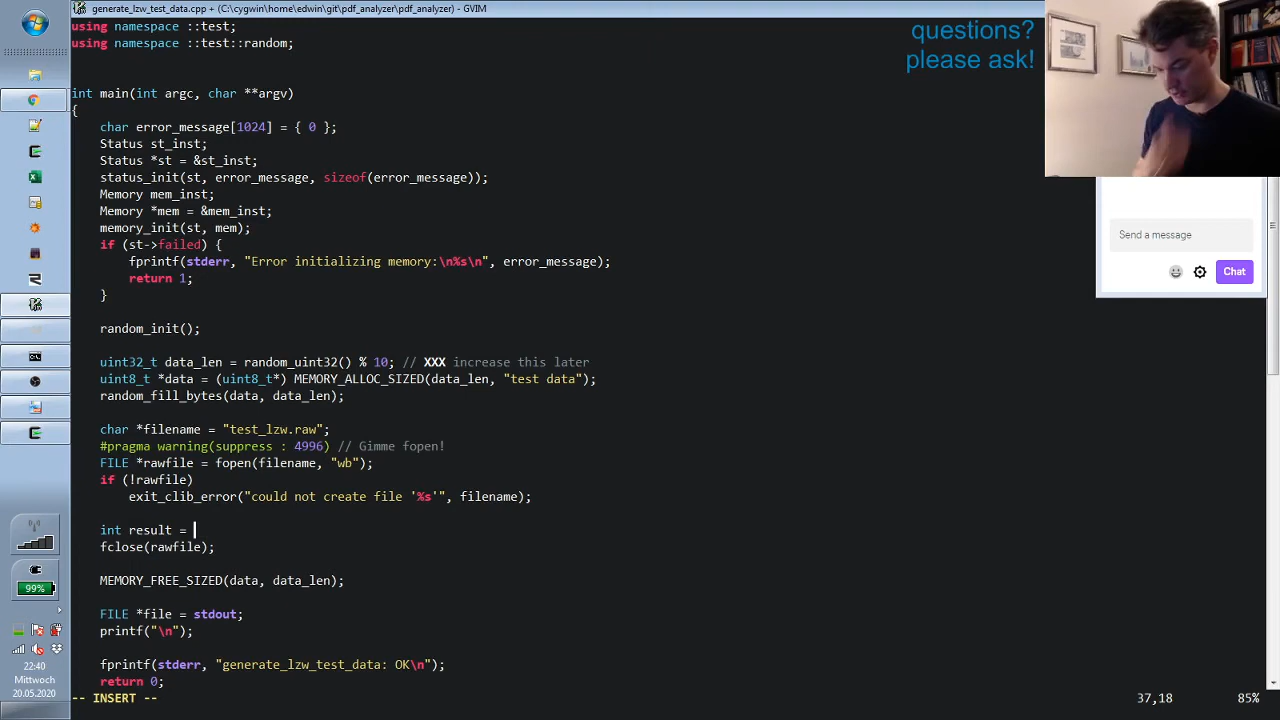 generate_lzw_test_data.cpp + (C:\cygwin\home\edwin\git\pdf_analyzer\pdf_analyzer) - GVIM
using namespace ::test;
using namespace ::test::random;
int main(int argc, char **argv)
{
    char error_message[1024] = { 0 };
    Status st_inst;
    Status *st = &st_inst;
    status_init(st, error_message, sizeof(error_message));
    Memory mem_inst;
    Memory *mem = &mem_inst;
    memory_init(st, mem);
    if (st->failed) {
        fprintf(stderr, "Error initializing memory:\n%s\n", error_message);
        return 1;
    }
    random_init();
    uint32_t data_len = random_uint32() % 10; // XXX increase this later
    uint8_t *data = (uint8_t*) MEMORY_ALLOC_SIZED(data_len, "test data");
    random_fill_bytes(data, data_len);
    char *filename = "test_lzw.raw";
    #pragma warning(suppress : 4996) // Gimme fopen!
    FILE *rawfile = fopen(filename, "wb");
    if (!rawfile)
        exit_clib_error("could not create file '%s'", filename);
    int result =
    fclose(rawfile);
    MEMORY_FREE_SIZED(data, data_len);
    FILE *file = stdout;
    printf("\n");
    fprintf(stderr, "generate_lzw_test_data: OK\n");
    return 0;
-- INSERT --
37,18
85%
questions?
please ask!
Send a message
Chat
99%
22:40
Mittwoch
20.05.2020